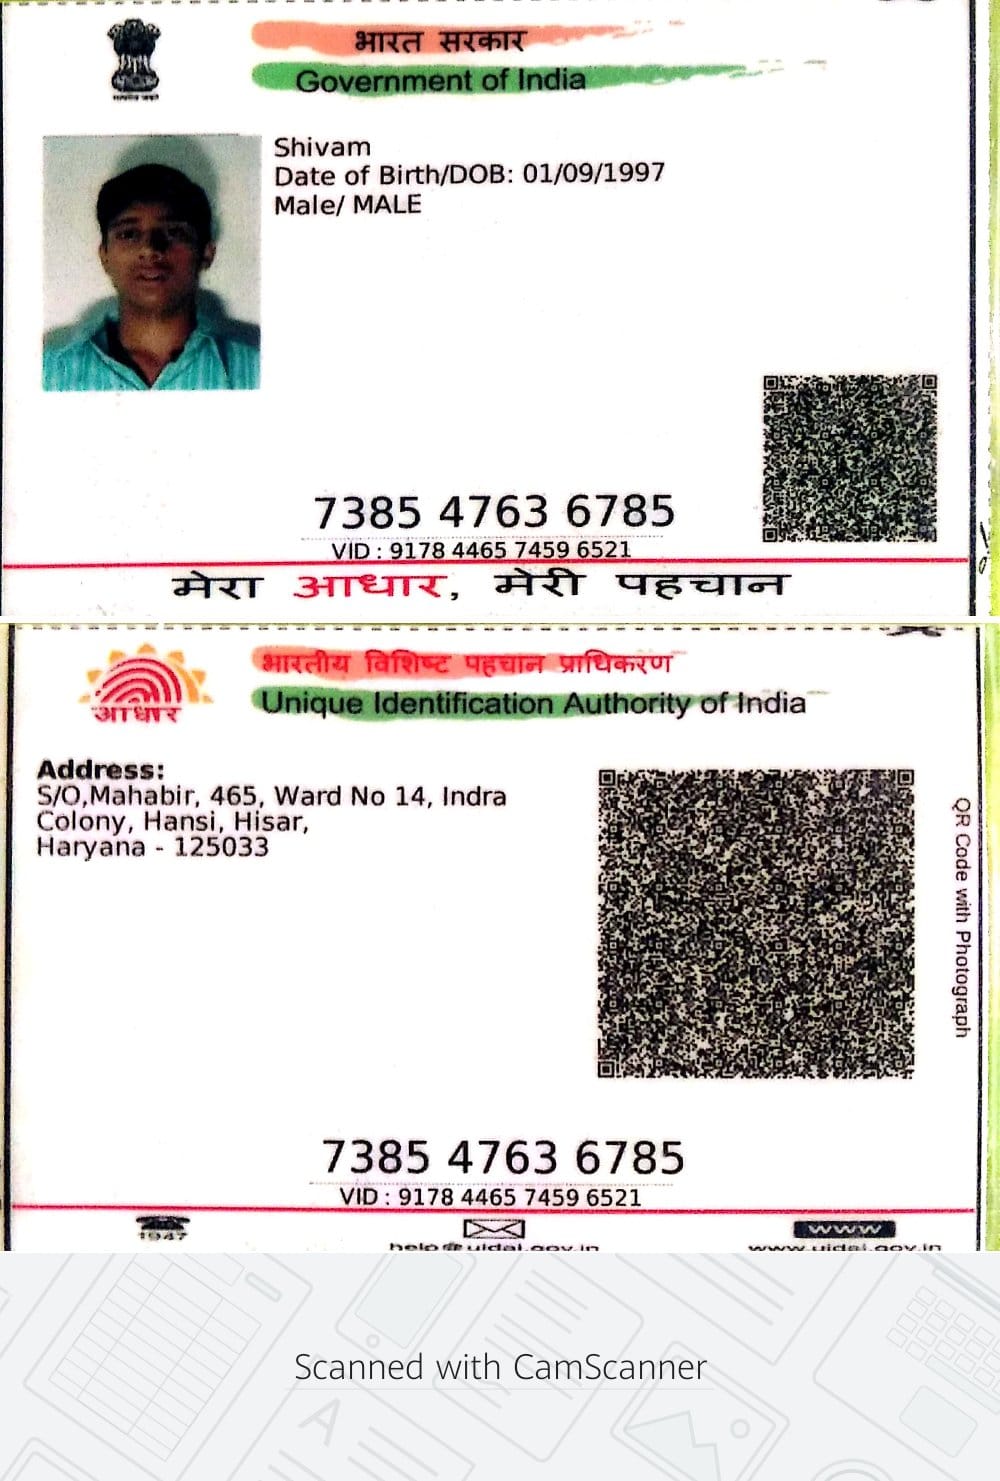 भारत सरकार
Government of India
Shivam
Date of Birth/DOB: 01/09/1997
Male/ MALE
7385 4763 6785
VID : 9178 4465 7459 6521
मेरा आधार, मेरी पहचान
भारतीय विशिष्ट पहचान प्राधिकरण
Unique Identification Authority of India
आधार
Address:
S/O,Mahabir, 465, Ward No 14, Indra
Colony, Hansi, Hisar,
Haryana - 125033
QR Code with Photograph
7385 4763 6785
VID : 9178 4465 7459 6521
1947
www
help@uidai.gov.in
www.uidai.gov.in
Scanned with CamScanner